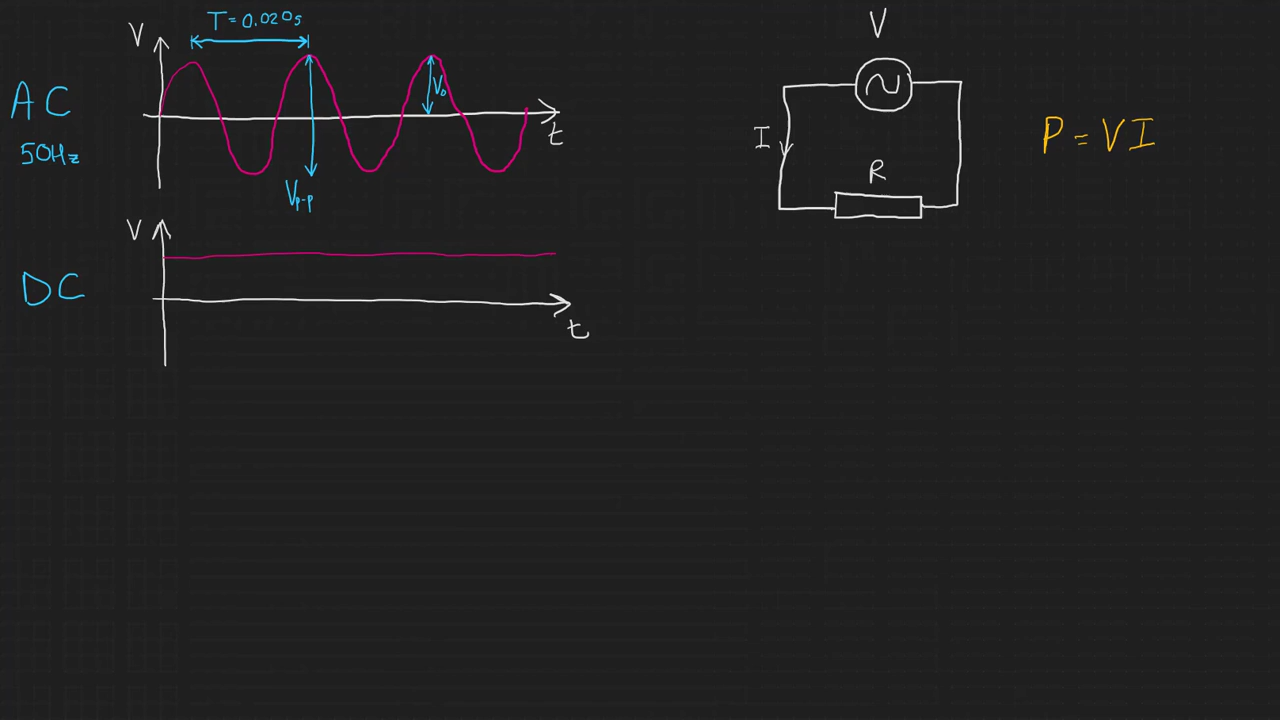 T = 0.020s
V
AC
50Hz
V₀
t
Vp-p
V
DC
t
V
I
R
P = VI